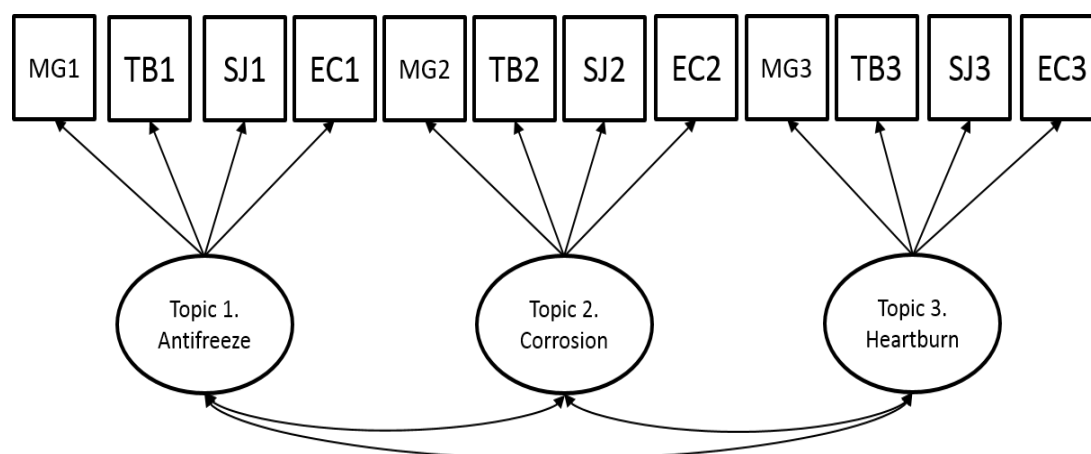 MG1 TB1 SJ1 EC1 MG2 TB2 SJ2 EC2 MG3 TB3 SJ3 EC3
Topic 1.
Antifreeze
Topic 2.
Corrosion
Topic 3.
Heartburn